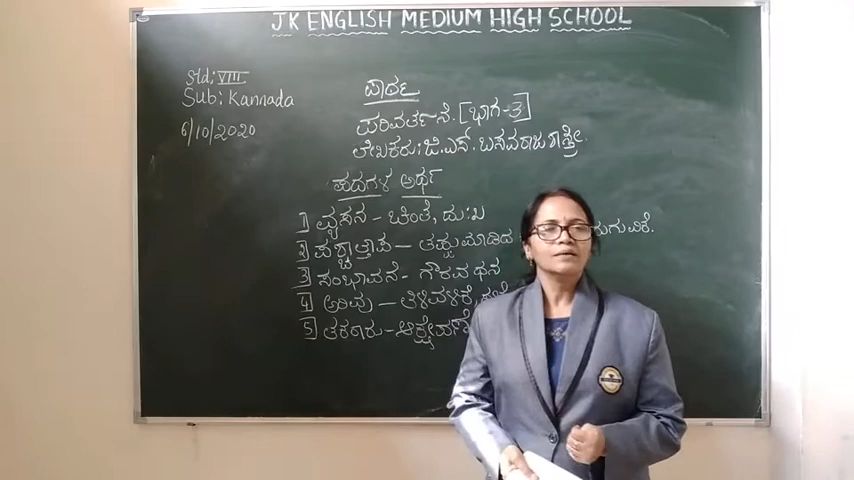 JK ENGLISH MEDIUM HIGH SCHOOL
Std: VIII
Sub: Kannada
6/10/2020
ಪಾಠ
ಪರಿವರ್ತನೆ. [ಭಾಗ-೨]
ಲೇಖಕರು: ಜಿ.ಎಸ್. ಬಸವರಾಜ ಶಾಸ್ತ್ರೀ.
ಪದಗಳ ಅರ್ಥ
1 ವ್ಯಸನ - ಚಿಂತೆ, ದು:ಖ
2 ಪಶ್ಚಾತ್ತಾಪ - ತಪ್ಪು ಮಾಡಿದ
3 ಸಂಭಾವನೆ - ಗೌರವ ಧನ
4 ಅರಿವು - ತಿಳಿವಳಿಕೆ,
5 ತಕರಾರು - ಆಕ್ಷೇಪಣೆ